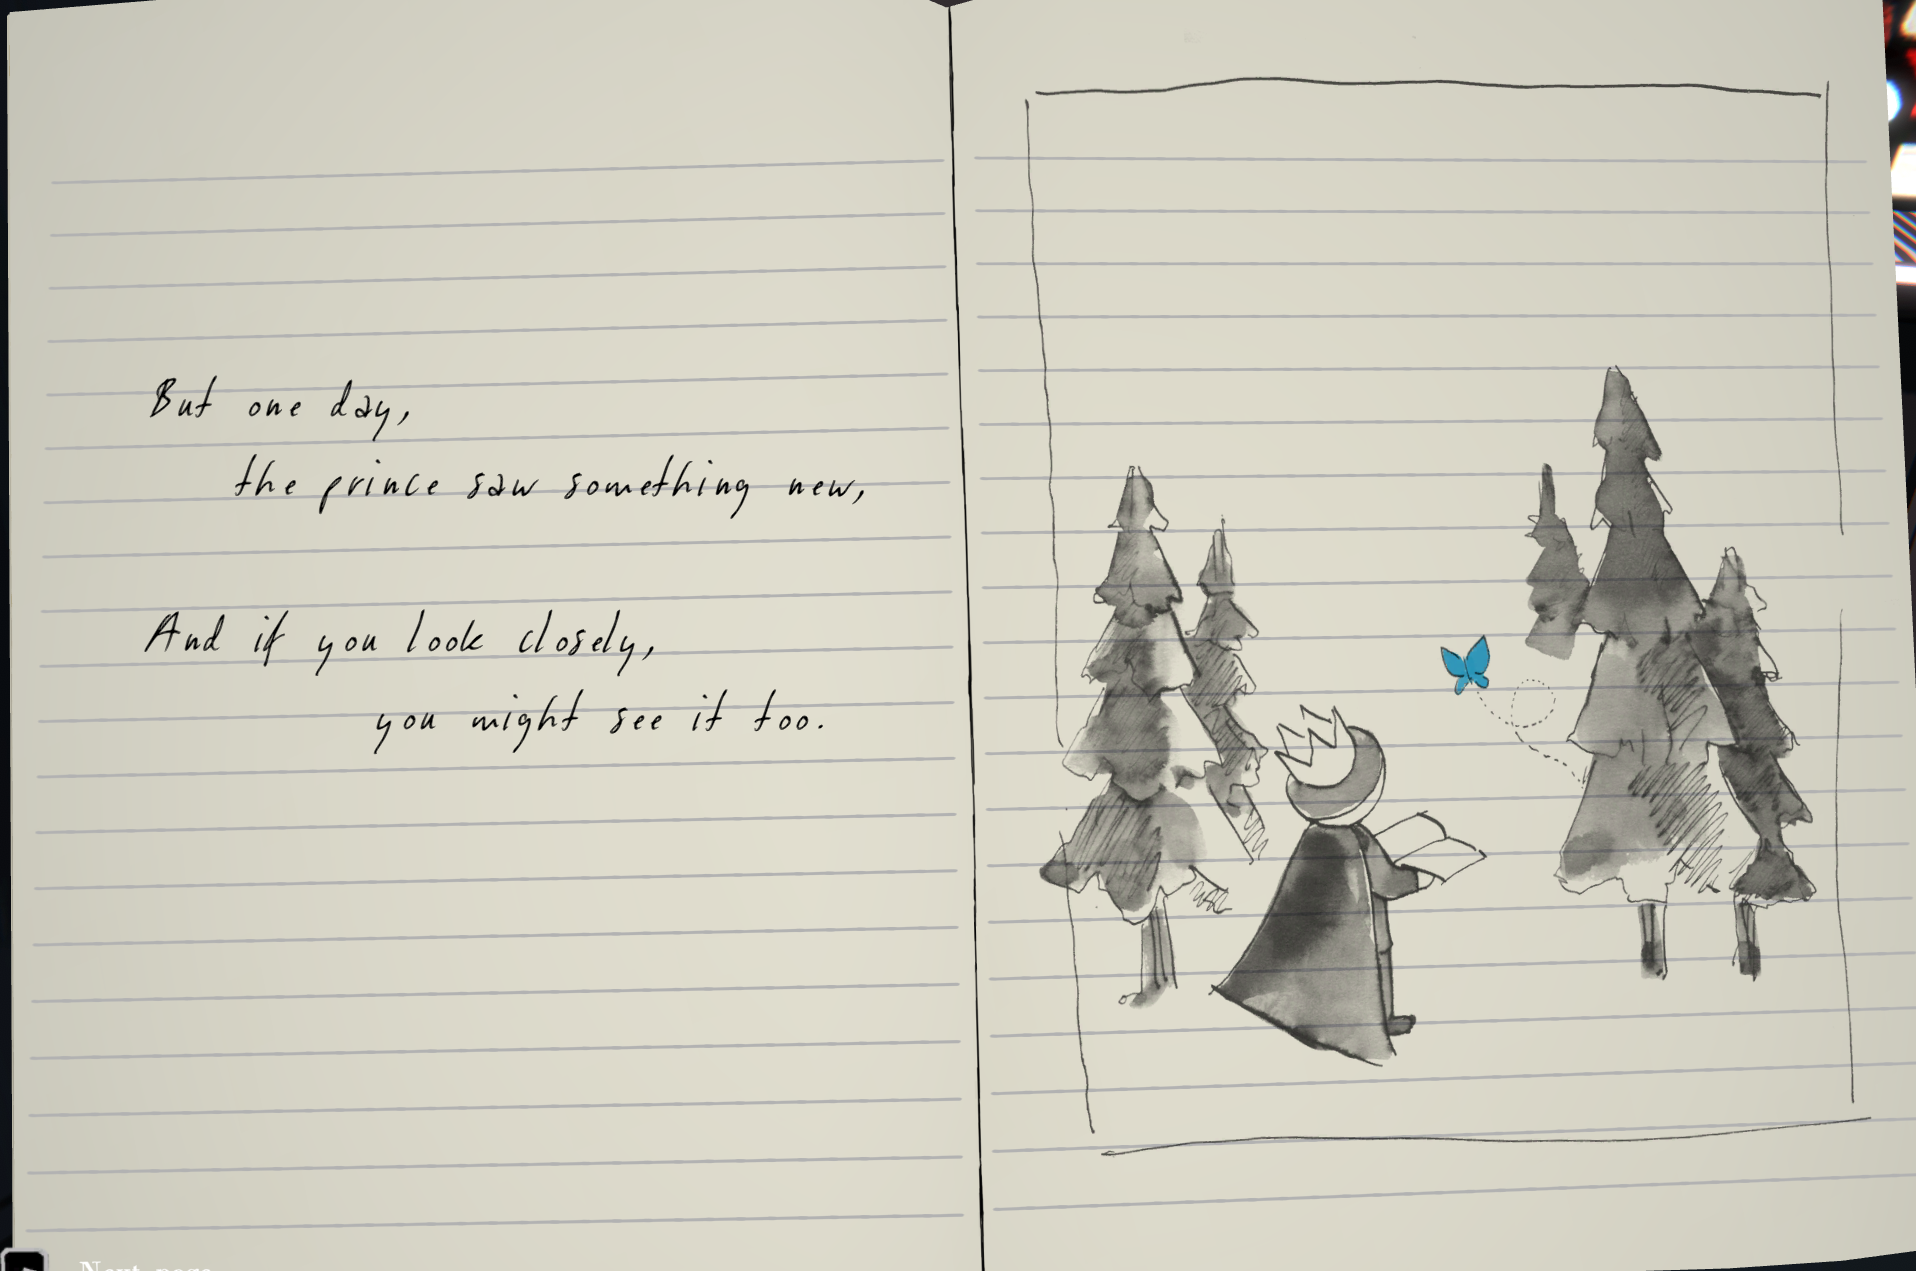 But one day,
the prince saw something new,
And if you look closely,
you might see it too.
Next page